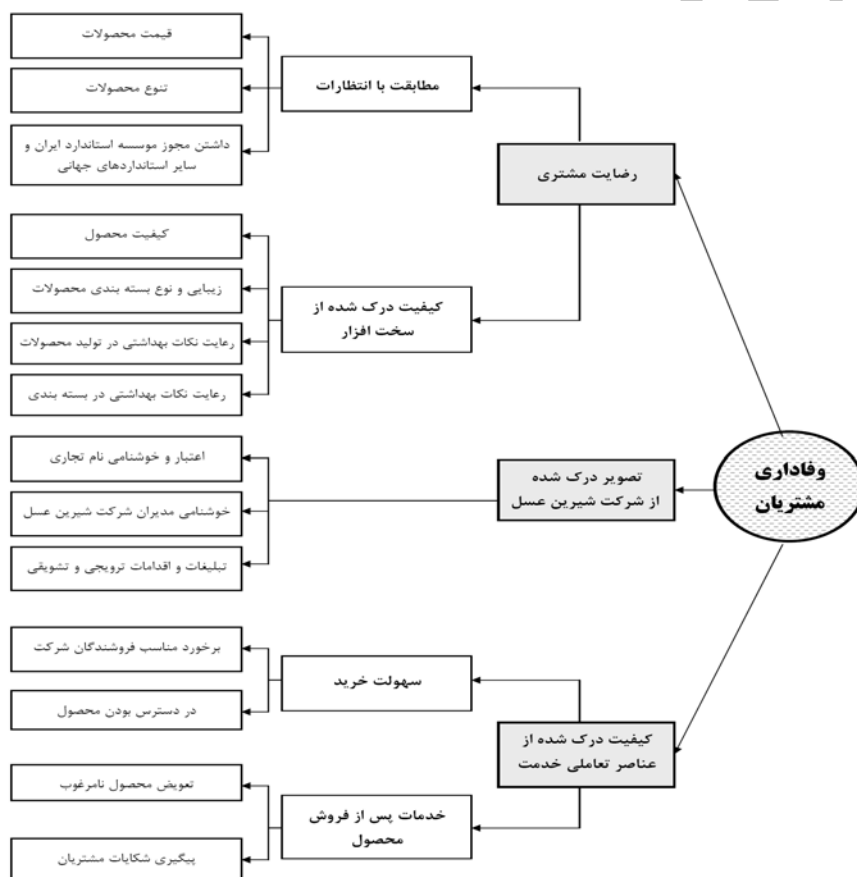 وفاداری
مشتریان
رضایت مشتری
مطابقت با انتظارات
قیمت محصولات
تنوع محصولات
داشتن مجوز موسسه استاندارد ایران و
سایر استانداردهای جهانی
کیفیت درک شده از
سخت افزار
کیفیت محصول
زیبایی و نوع بسته بندی محصولات
رعایت نکات بهداشتی در تولید محصولات
رعایت نکات بهداشتی در بسته بندی
تصویر درک شده
از شرکت شیرین عسل
اعتبار و خوشنامی نام تجاری
خوشنامی مدیران شرکت شیرین عسل
تبلیغات و اقدامات ترویجی و تشویقی
کیفیت درک شده از
عناصر تعاملی خدمت
سهولت خرید
برخورد مناسب فروشندگان شرکت
در دسترس بودن محصول
خدمات پس از فروش
محصول
تعویض محصول نامرغوب
پیگیری شکایات مشتریان